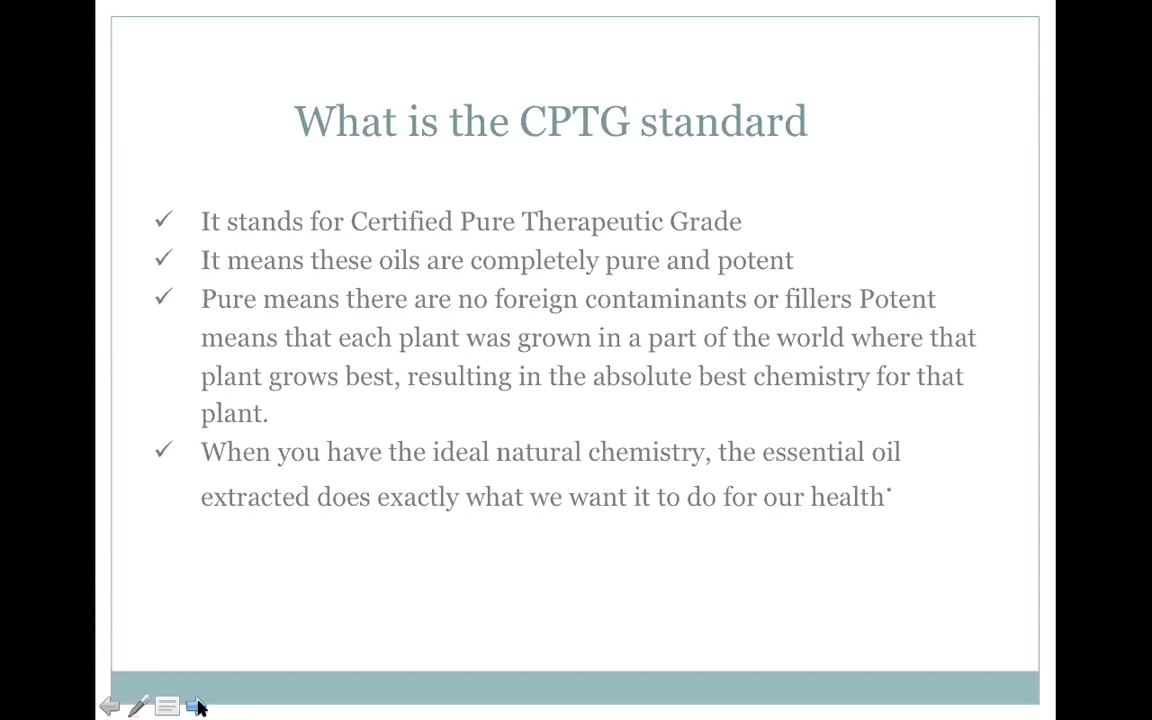 What is the CPTG standard
✓ It stands for Certified Pure Therapeutic Grade
✓ It means these oils are completely pure and potent
✓ Pure means there are no foreign contaminants or fillers Potent
means that each plant was grown in a part of the world where that
plant grows best, resulting in the absolute best chemistry for that
plant.
✓ When you have the ideal natural chemistry, the essential oil
extracted does exactly what we want it to do for our health.